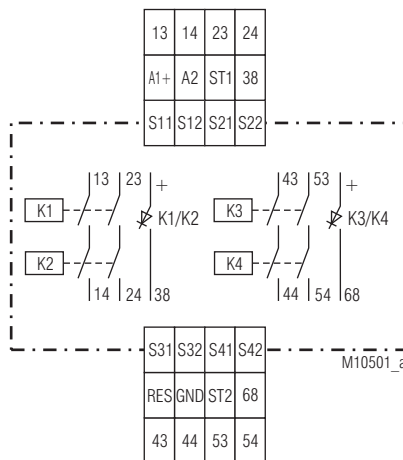 13 14 23 24
A1+ A2 ST1 38
S11 S12 S21 S22
13 23 + 43 53 +
K1 K1/K2 K3 K3/K4
K2 K4
14 24 38 44 54 68
S31 S32 S41 S42
M10501_a
RES GND ST2 68
43 44 53 54